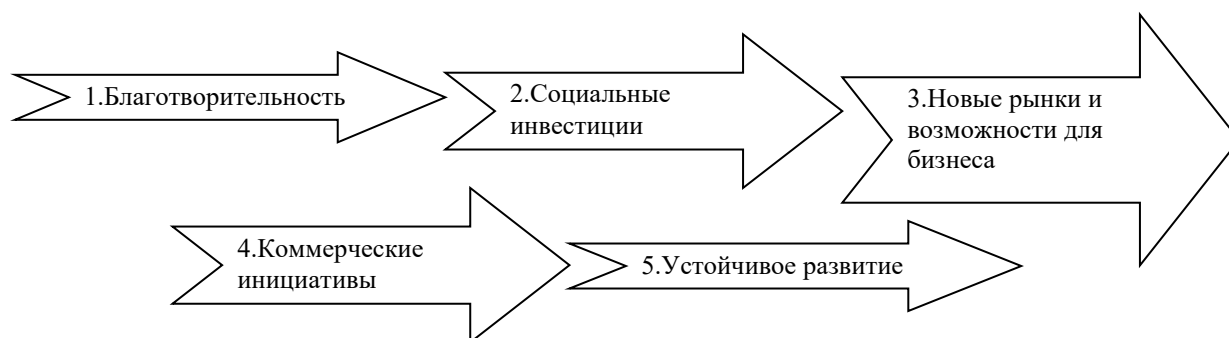 1.Благотворительность
2.Социальные
инвестиции
3.Новые рынки и
возможности для
бизнеса
4.Коммерческие
инициативы
5.Устойчивое развитие